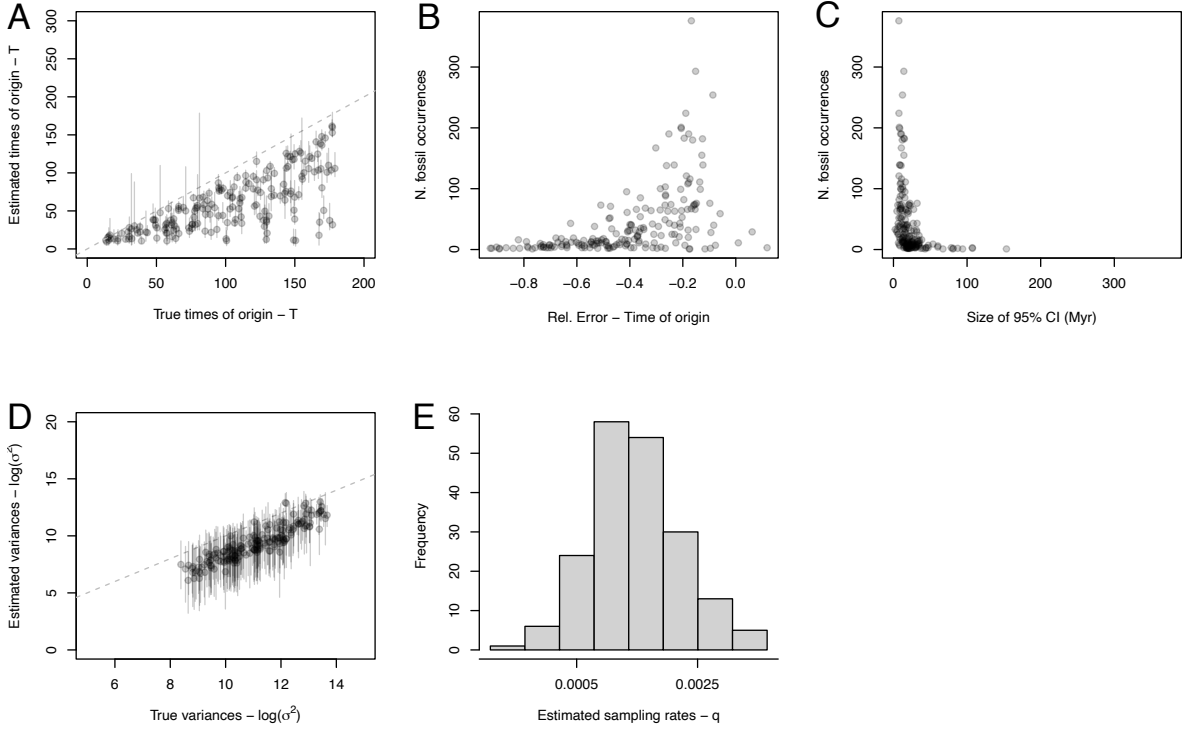 A
B
C
Estimated times of origin − T
0 50 100 150 200 250 300
0 50 100 150 200
True times of origin − T
N. fossil occurrences
0 100 200 300
−0.8 −0.6 −0.4 −0.2 0.0
Rel. Error − Time of origin
N. fossil occurrences
0 100 200 300
0 100 200 300
Size of 95% CI (Myr)
D
E
Estimated variances − log(σ²)
0 5 10 15 20
6 8 10 12 14
True variances − log(σ²)
Frequency
0 10 20 30 40 50 60
0.0005 0.0025
Estimated sampling rates − q